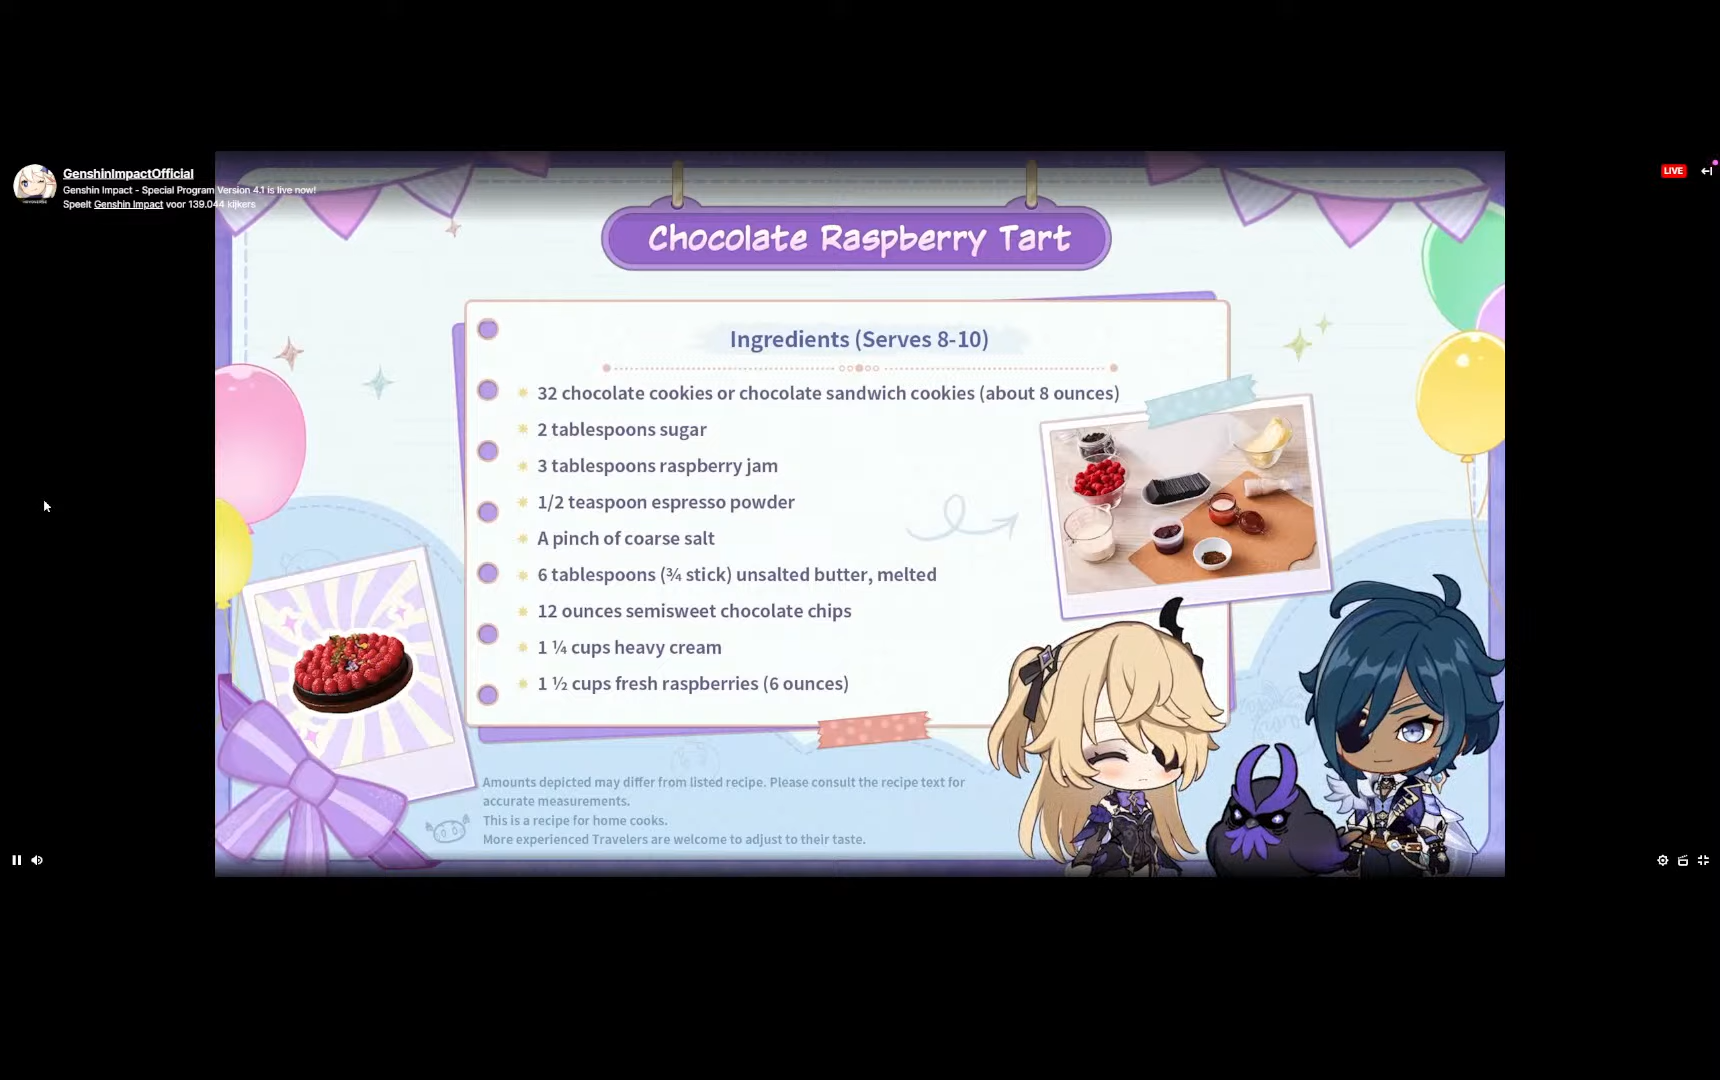 GenshinImpactOfficial
Genshin Impact - Special Program Version 4.1 is live now!
Speelt Genshin Impact voor 139.044 kijkers
LIVE
Chocolate Raspberry Tart
Ingredients (Serves 8-10)
32 chocolate cookies or chocolate sandwich cookies (about 8 ounces)
2 tablespoons sugar
3 tablespoons raspberry jam
1/2 teaspoon espresso powder
A pinch of coarse salt
6 tablespoons (¾ stick) unsalted butter, melted
12 ounces semisweet chocolate chips
1 ¼ cups heavy cream
1 ½ cups fresh raspberries (6 ounces)
Amounts depicted may differ from listed recipe. Please consult the recipe text for
accurate measurements.
This is a recipe for home cooks.
More experienced Travelers are welcome to adjust to their taste.